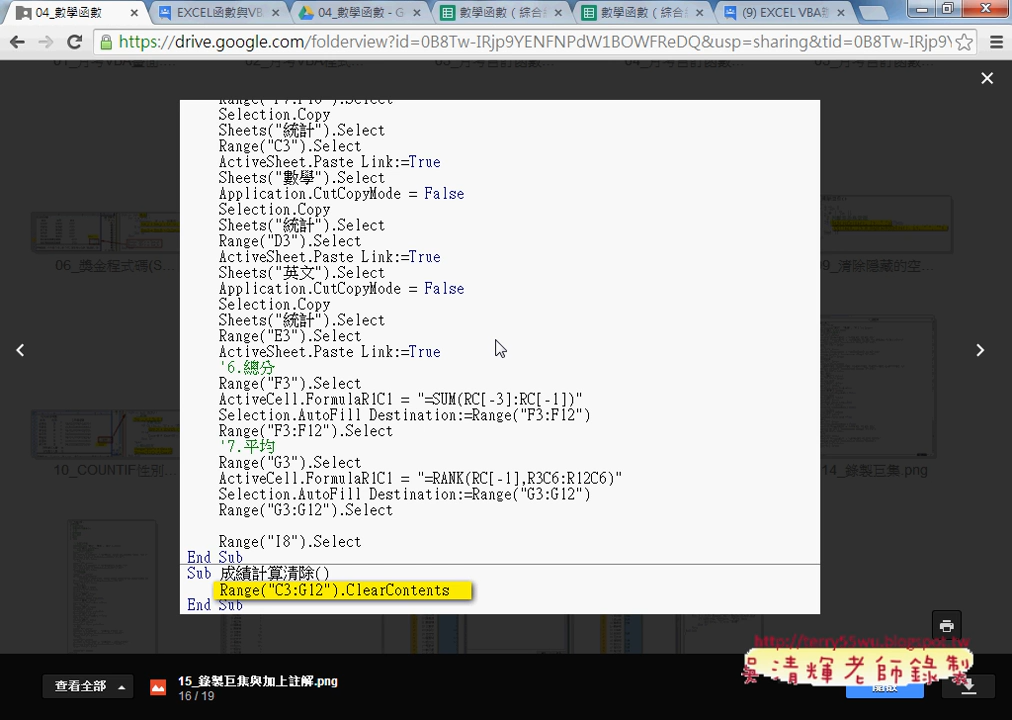 04_數學函數
EXCEL函數與VB
04_數學函數 - G
數學函數（綜合練
數學函數（綜合練
(9) EXCEL VBA
https://drive.google.com/folderview?id=0B8Tw-IRjp9YENFNPdW1BOWFReDQ&usp=sharing&tid=0B8Tw-IRjp9Y
Selection.Copy
Sheets("統計").Select
Range("C3").Select
ActiveSheet.Paste Link:=True
Sheets("數學").Select
Application.CutCopyMode = False
Selection.Copy
Sheets("統計").Select
Range("D3").Select
ActiveSheet.Paste Link:=True
Sheets("英文").Select
Application.CutCopyMode = False
Selection.Copy
Sheets("統計").Select
Range("E3").Select
ActiveSheet.Paste Link:=True
'6.總分
Range("F3").Select
ActiveCell.FormulaR1C1 = "=SUM(RC[-3]:RC[-1])"
Selection.AutoFill Destination:=Range("F3:F12")
Range("F3:F12").Select
'7.平均
Range("G3").Select
ActiveCell.FormulaR1C1 = "=RANK(RC[-1],R3C6:R12C6)"
Selection.AutoFill Destination:=Range("G3:G12")
Range("G3:G12").Select
Range("I8").Select
End Sub
Sub 成績計算清除()
Range("C3:G12").ClearContents
End Sub
06_獎金程式碼(S...
09_清除隱藏的空...
10_COUNTIF性別...
14_錄製巨集.png
http://terry55wu.blogspot.tw
吳清輝老師錄製
查看全部
15_錄製巨集與加上註解.png
16 / 19